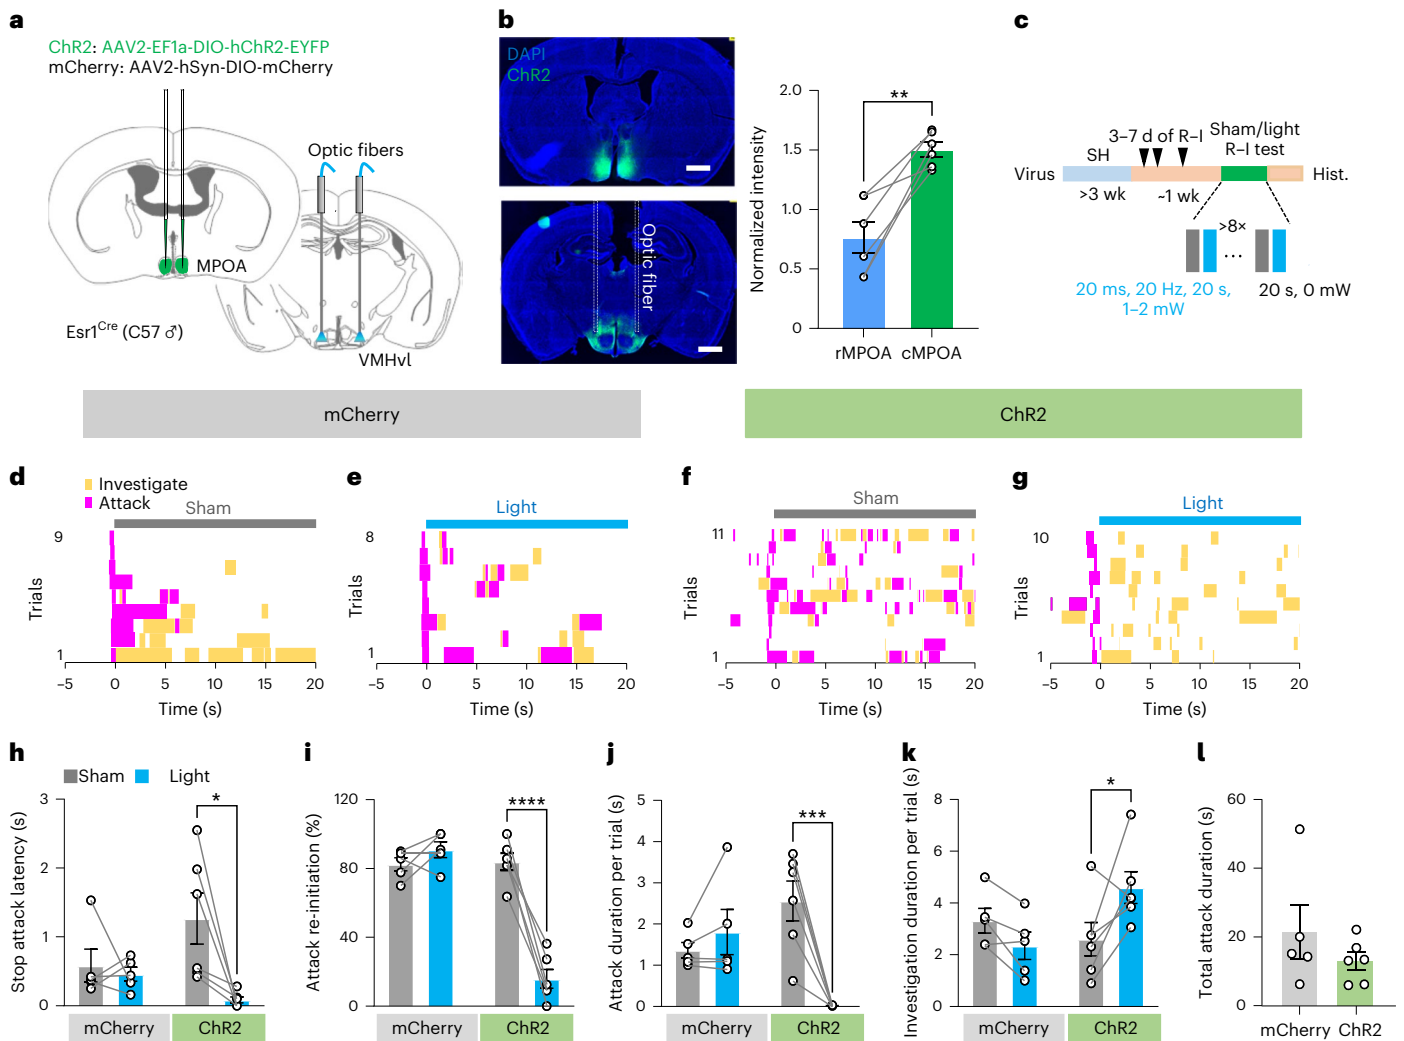 a
ChR2: AAV2-EF1a-DIO-hChR2-EYFP
mCherry: AAV2-hSyn-DIO-mCherry
Optic fibers
MPOA
Esr1Cre (C57 ♂)
VMHvl
b
DAPI
ChR2
Optic fiber
Normalized intensity
2.0
1.5
1.0
0.5
0
**
rMPOA cMPOA
c
3–7 d of R–I
Sham/light
R–I test
SH
Virus
Hist.
>3 wk
~1 wk
>8×
...
20 ms, 20 Hz, 20 s,
1–2 mW
20 s, 0 mW
mCherry
ChR2
d
Investigate
Attack
Sham
9
Trials
1
–5 0 5 10 15 20
Time (s)
e
Light
8
Trials
1
–5 0 5 10 15 20
Time (s)
f
Sham
11
Trials
1
–5 0 5 10 15 20
Time (s)
g
Light
10
Trials
1
–5 0 5 10 15 20
Time (s)
h
Sham Light
Stop attack latency (s)
3
2
1
0
*
mCherry ChR2
i
Attack re-initiation (%)
120
80
40
0
****
mCherry ChR2
j
Attack duration per trial (s)
5
4
3
2
1
0
***
mCherry ChR2
k
Investigation duration per trial (s)
8
6
4
2
0
*
mCherry ChR2
l
Total attack duration (s)
60
40
20
0
mCherry ChR2